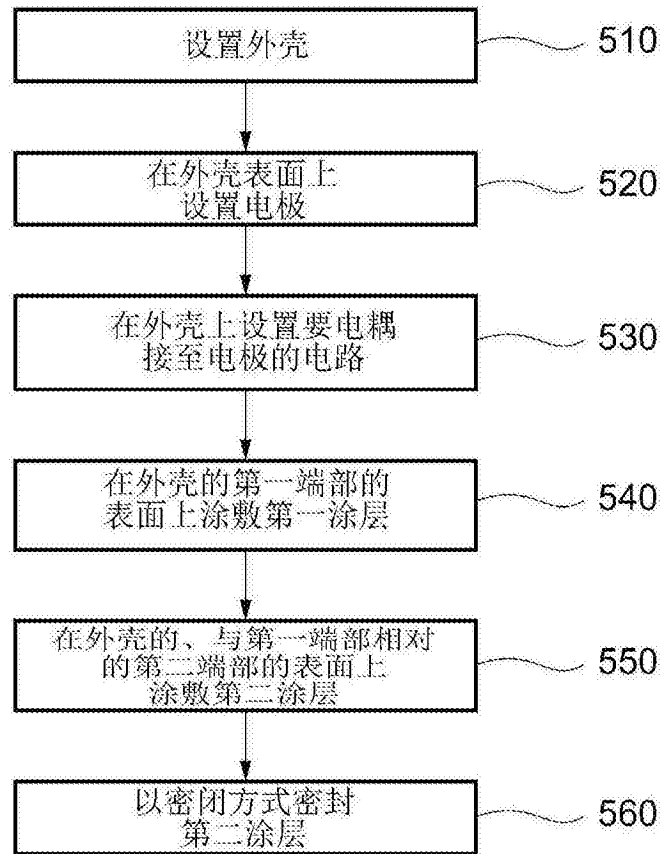 设置外壳
510
在外壳表面上
设置电极
520
在外壳上设置要电耦
接至电极的电路
530
在外壳的第一端部的
表面上涂敷第一涂层
540
在外壳的、与第一端部相对
的第二端部的表面上
涂敷第二涂层
550
以密闭方式密封
第二涂层
560